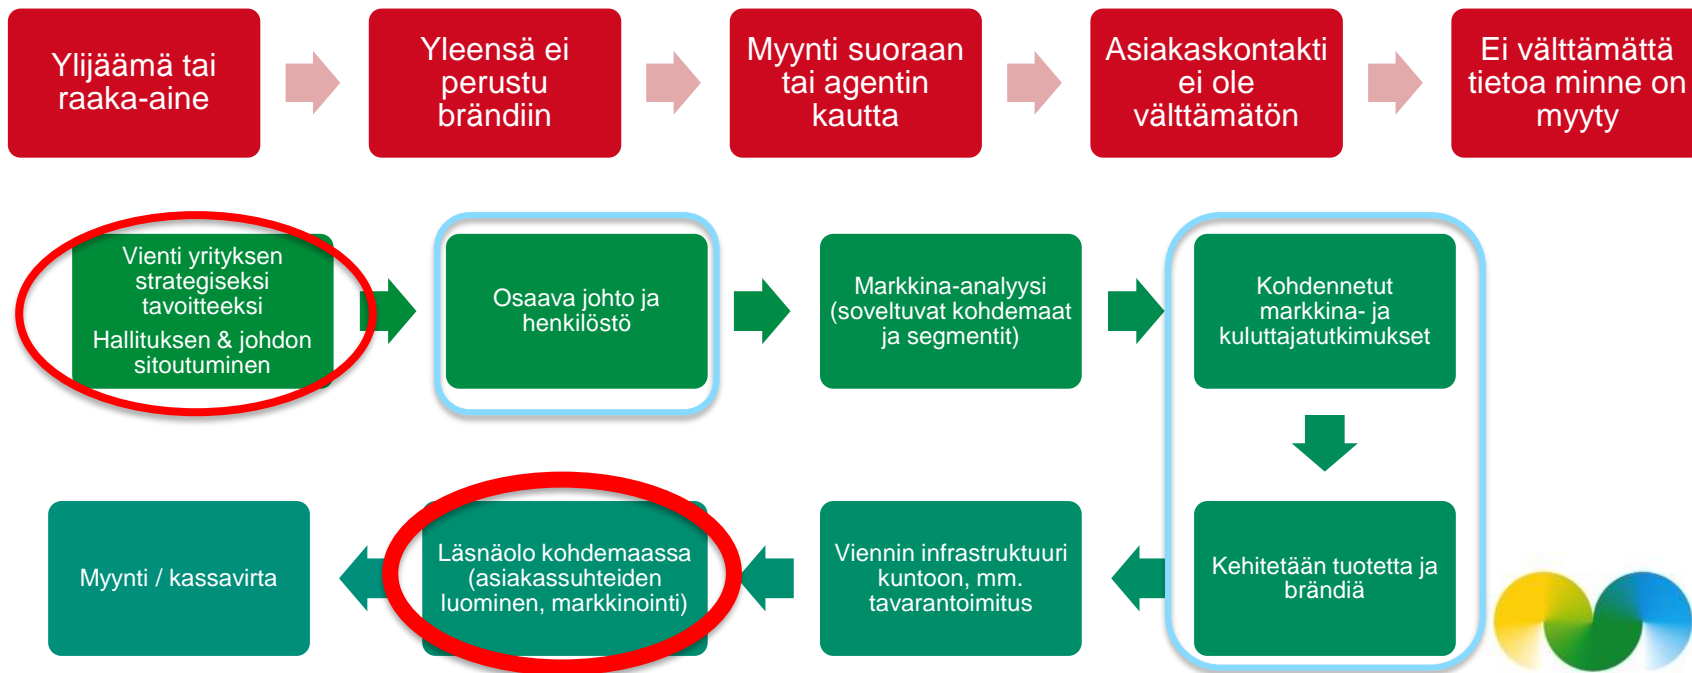 Ylijäämä tai
raaka-aine
Yleensä ei
perustu
brändiin
Myynti suoraan
tai agentin
kautta
Asiakaskontakti
ei ole
välttämätön
Ei välttämättä
tietoa minne on
myyty
Vienti yrityksen
strategiseksi
tavoitteeksi
Hallituksen & johdon
sitoutuminen
Osaava johto ja
henkilöstö
Markkina-analyysi
(soveltuvat kohdemaat
ja segmentit)
Kohdennetut
markkina- ja
kuluttajatutkimukset
Kehitetään tuotetta ja
brändiä
Viennin infrastruktuuri
kuntoon, mm.
tavarantoimitus
Läsnäolo kohdemaassa
(asiakassuhteiden
luominen, markkinointi)
Myynti / kassavirta